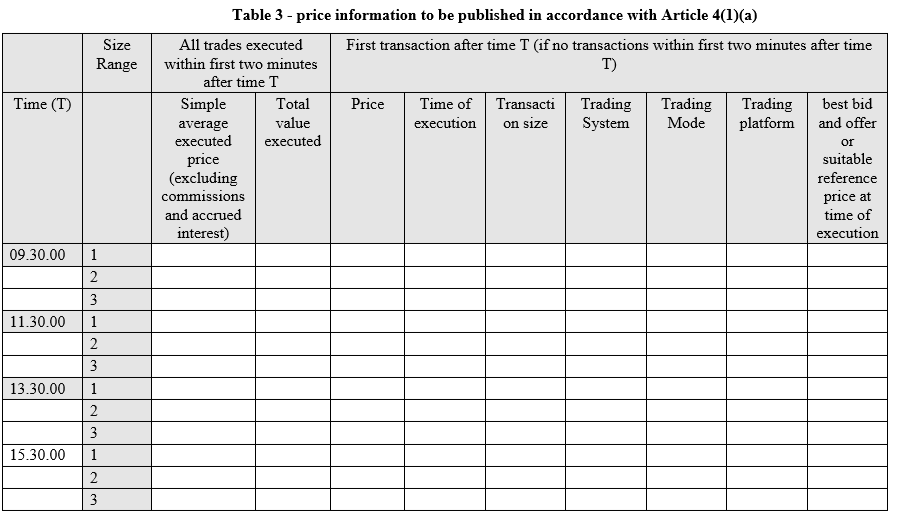 Table 3 - price information to be published in accordance with Article 4(1)(a)
Size
Range
All trades executed
within first two minutes
after time T
First transaction after time T (if no transactions within first two minutes after time
T)
Time (T)
Simple
average
executed
price
(excluding
commissions
and accrued
interest)
Total
value
executed
Price
Time of
execution
Transacti
on size
Trading
System
Trading
Mode
Trading
platform
best bid
and offer
or
suitable
reference
price at
time of
execution
09.30.00 1
2
3
11.30.00 1
2
3
13.30.00 1
2
3
15.30.00 1
2
3